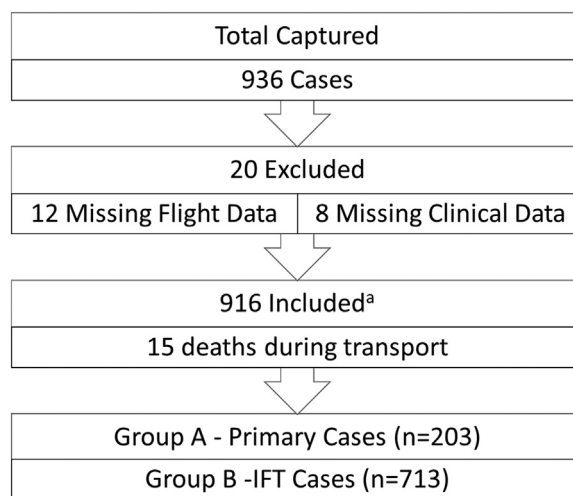 Total Captured
936 Cases
20 Excluded
12 Missing Flight Data
8 Missing Clinical Data
916 Includedᵃ
15 deaths during transport
Group A - Primary Cases (n=203)
Group B -IFT Cases (n=713)